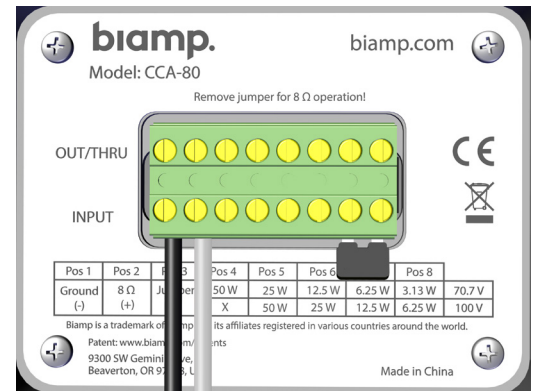 biamp.
biamp.com
Model: CCA-80
Remove jumper for 8 Ω operation!
OUT/THRU
CE
INPUT
Pos 1 Pos 2 3 Pos 4 Pos 5 Pos 6 Pos 8
Ground (-) 8 Ω (+) 50 W 25 W 12.5 W 6.25 W 3.13 W 70.7 V
X 50 W 25 W 12.5 W 6.25 W 100 V
Biamp is a trademark its affiliates registered in various countries around the world.
Patent: www.
9300 SW
Beaverton, OR
Made in China